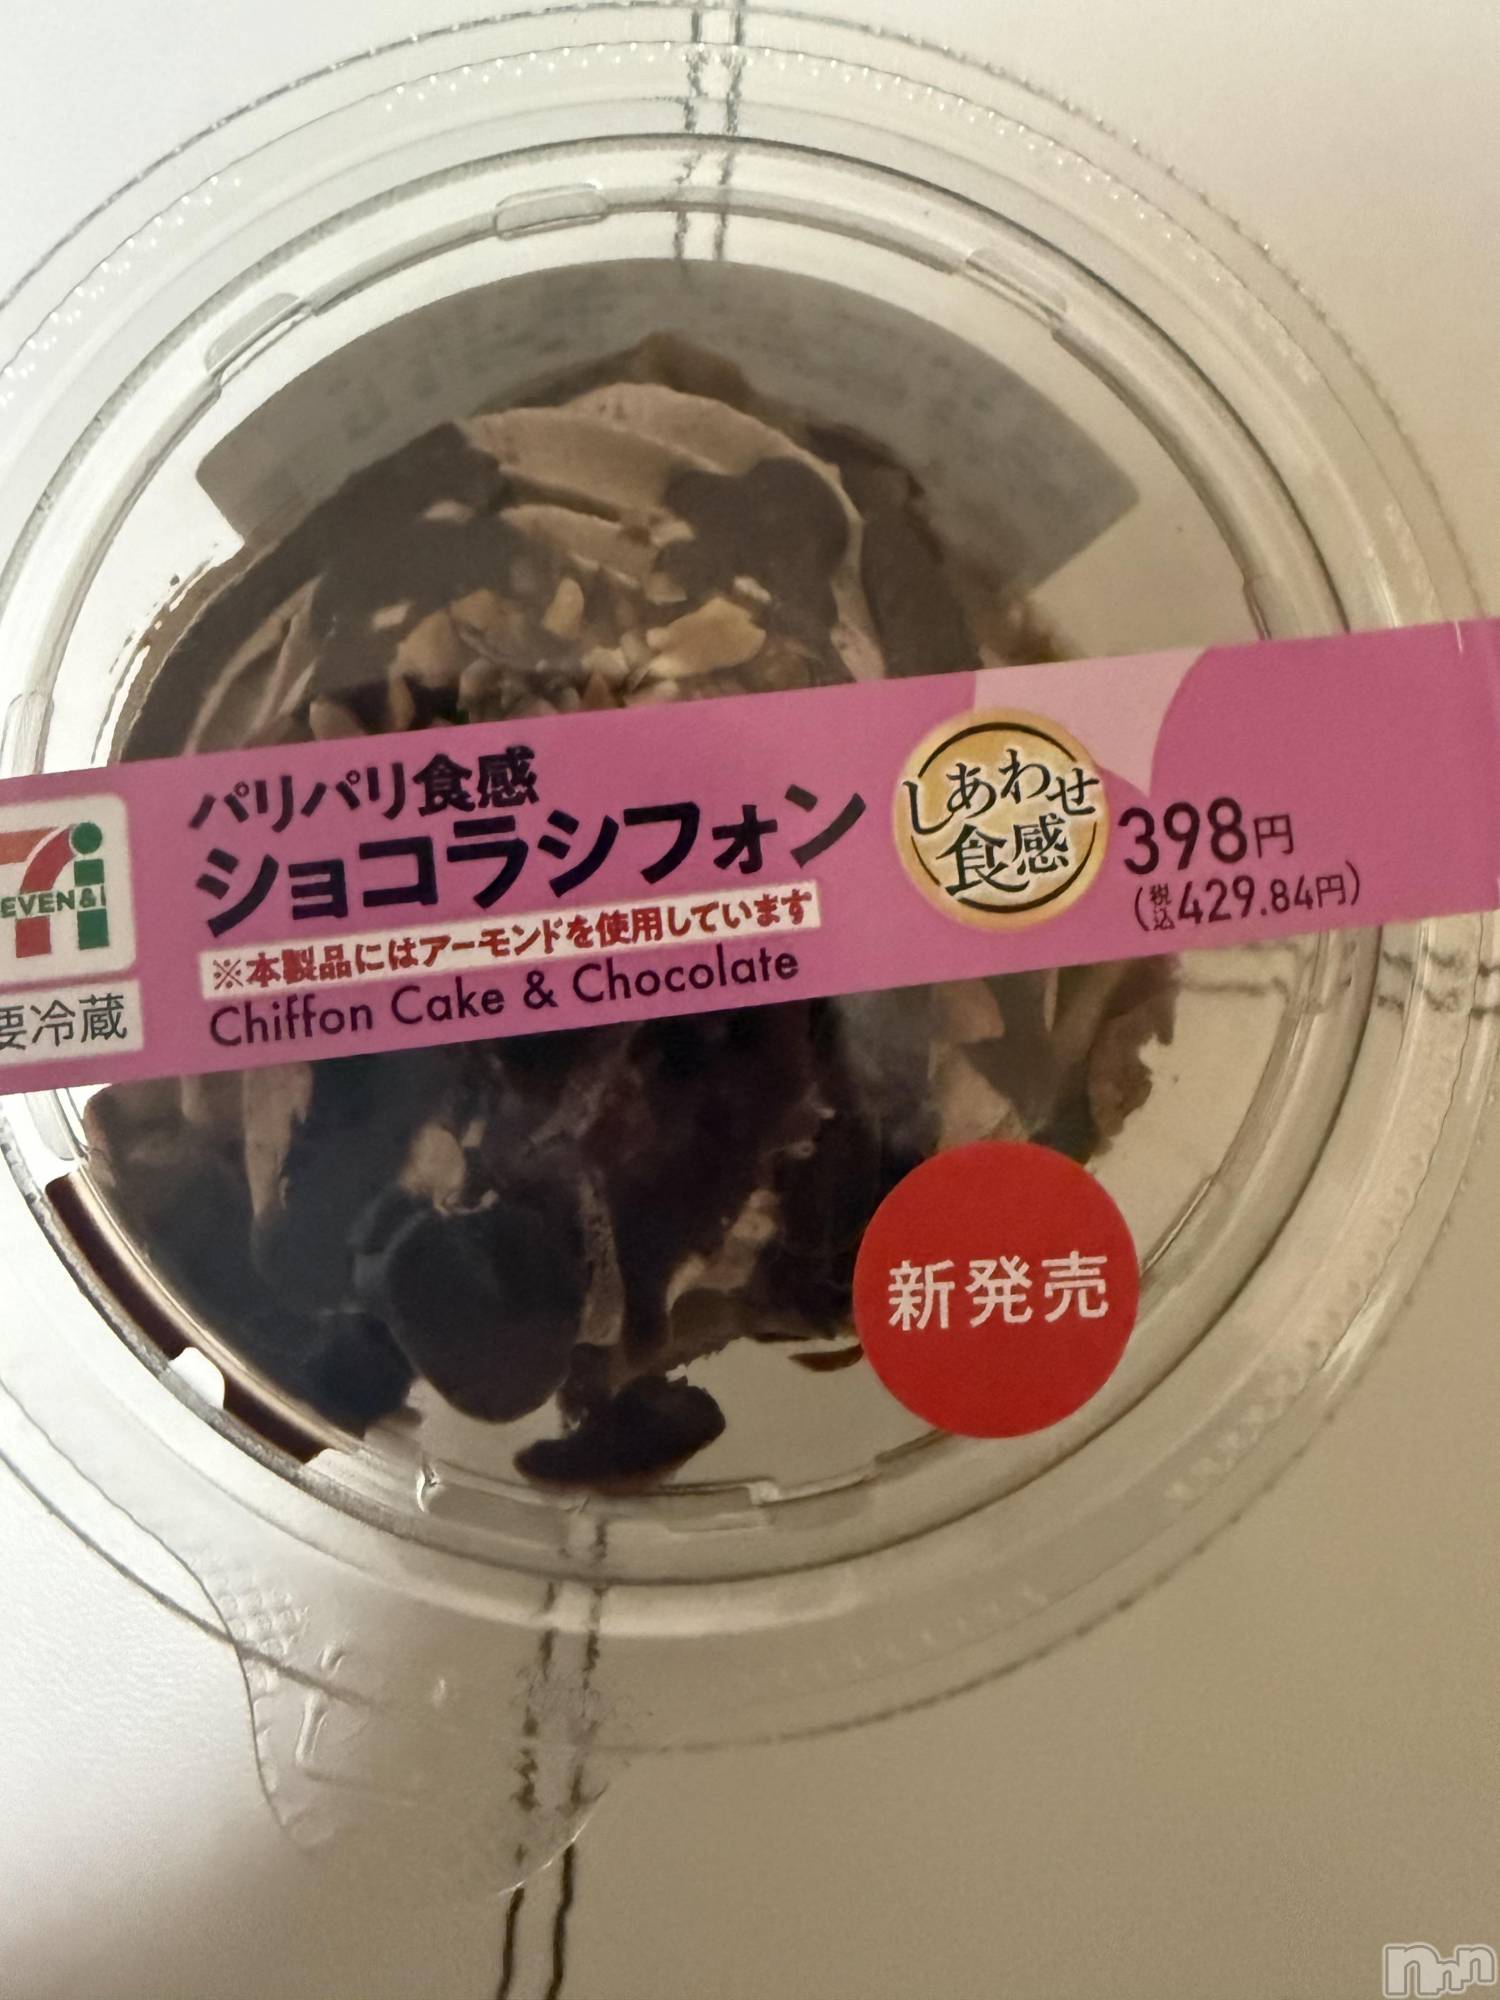 パリパリ食感
ショコラシフォン
※本製品にはアーモンドを使用しています
Chiffon Cake & Chocolate
EVEN&i
要冷蔵
しあわせ
食感
398円
(税込429.84円)
新発売
nnn